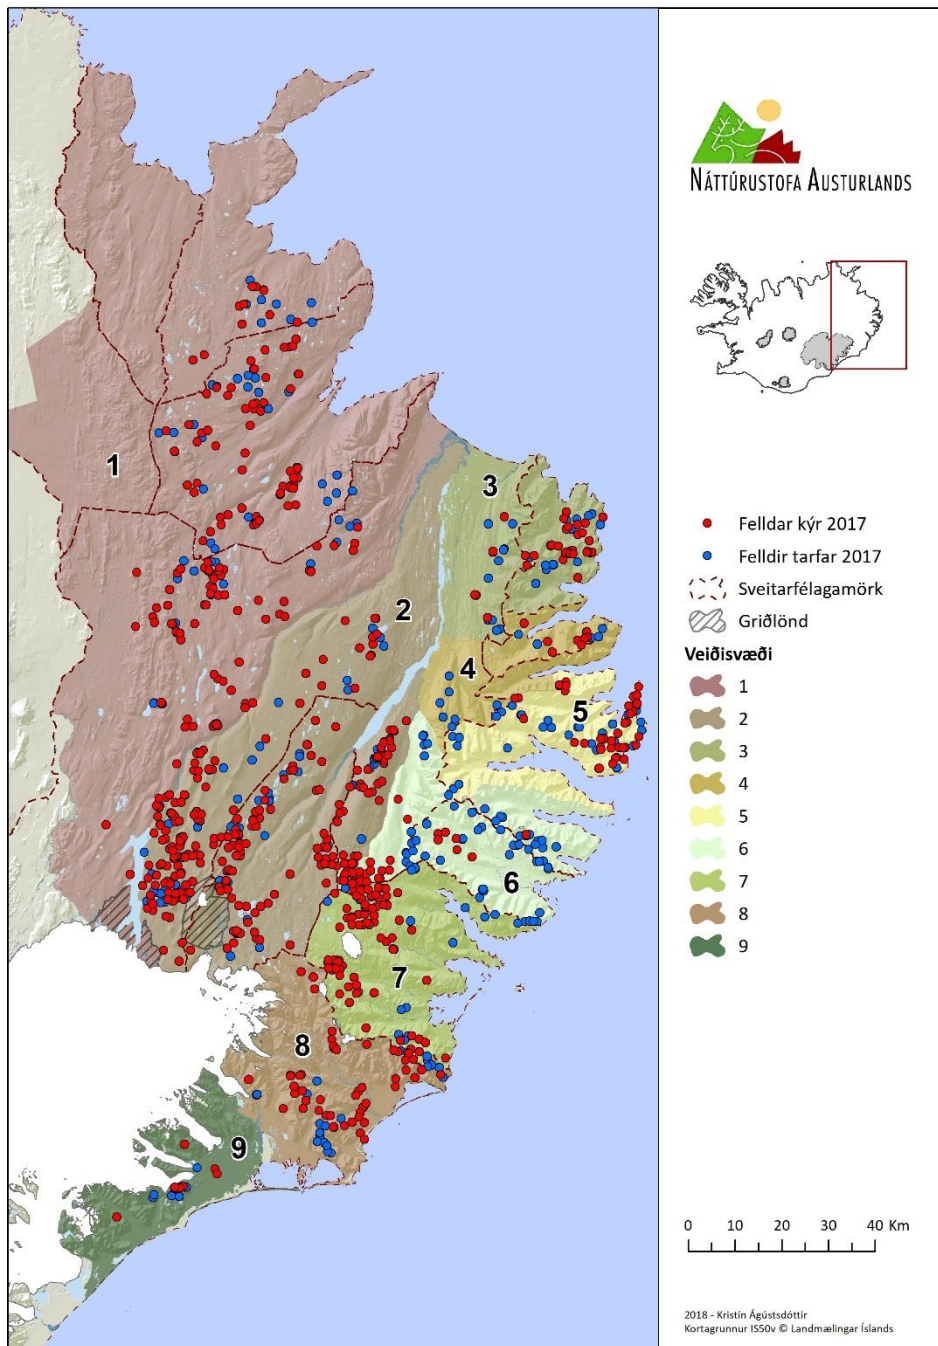 NÁTTÚRUSTOFA AUSTURLANDS
1
2
3
4
5
6
7
8
9
Felldar kýr 2017
Felldir tarfar 2017
Sveitarfélagamörk
Griðlönd
Veiðisvæði
1
2
3
4
5
6
7
8
9
0 10 20 30 40 Km
2018 - Kristín Ágústsdóttir
Kortagrunnur IS50v © Landmælingar Íslands